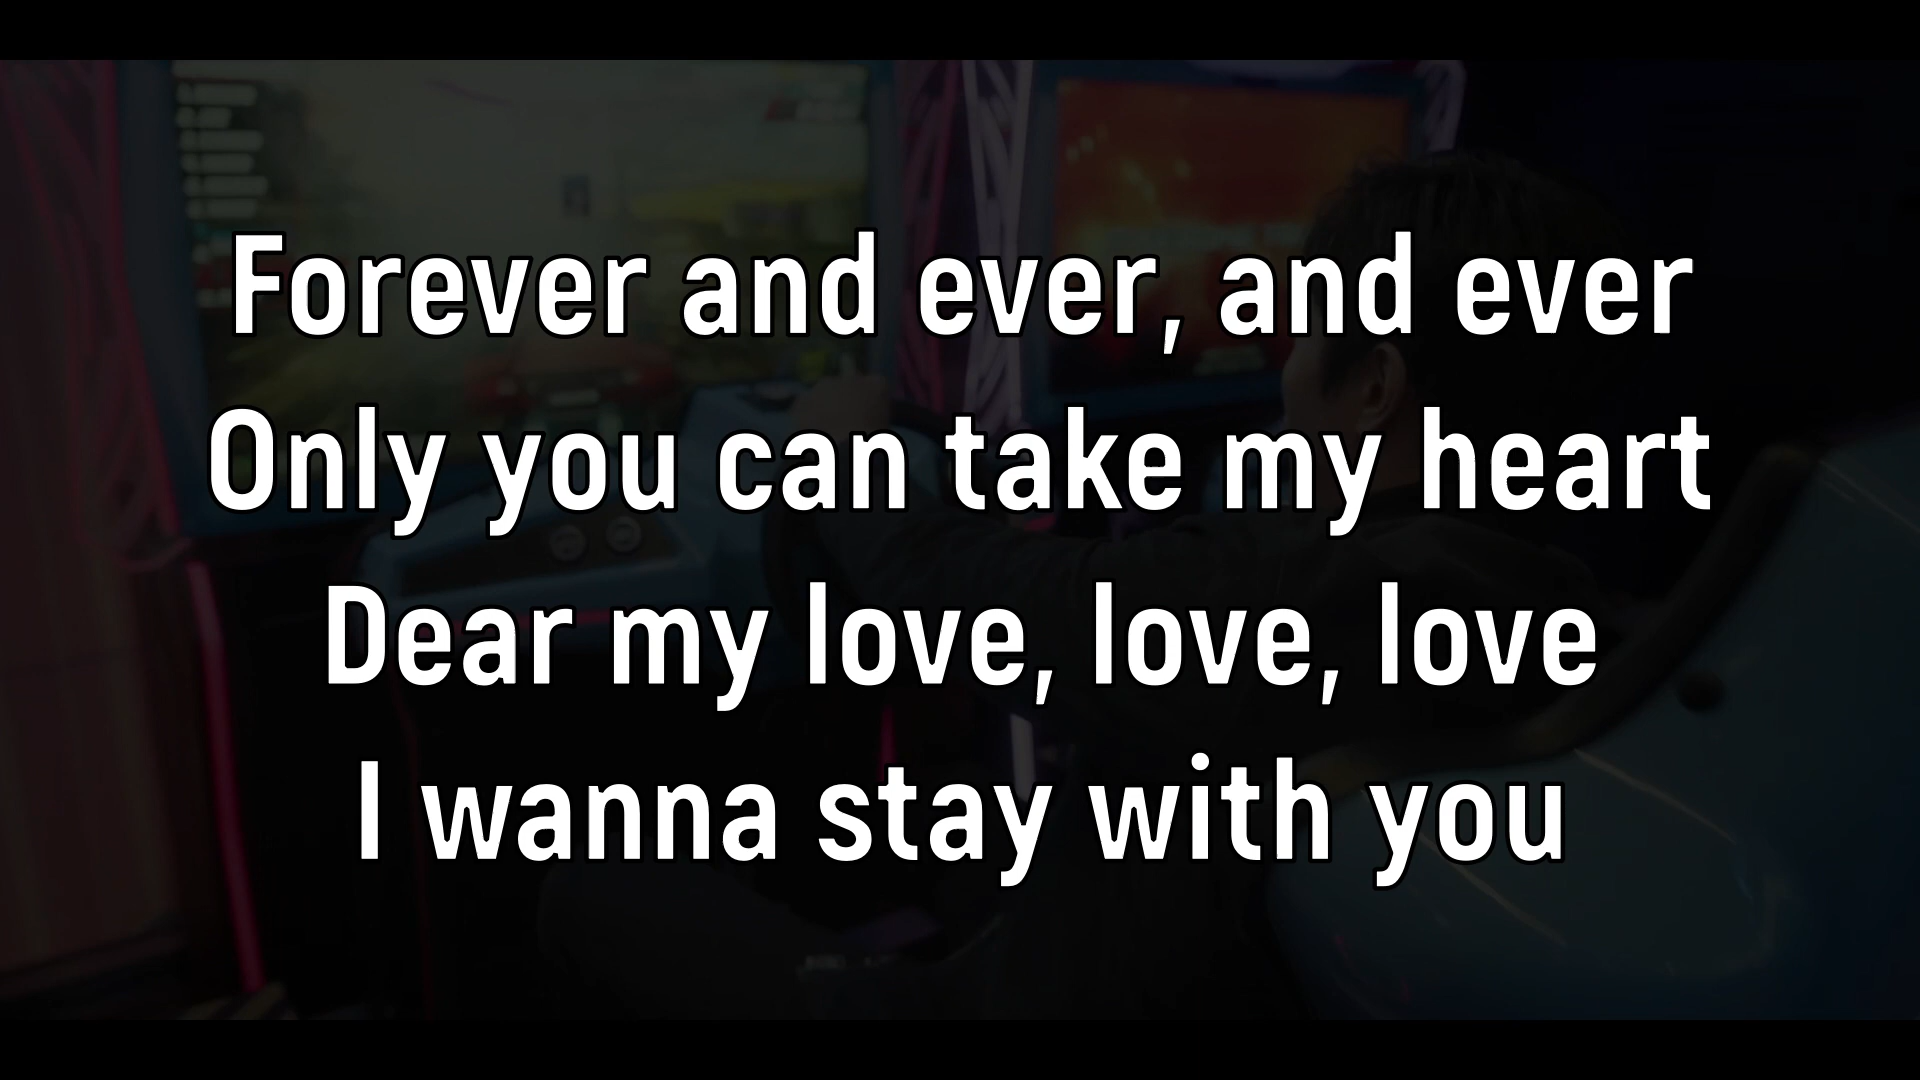 Forever and ever, and ever
Only you can take my heart
Dear my love, love, love
I wanna stay with you